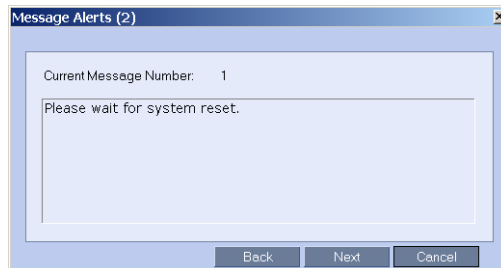 Message Alerts (2)
Current Message Number: 1
Please wait for system reset.
Back Next Cancel